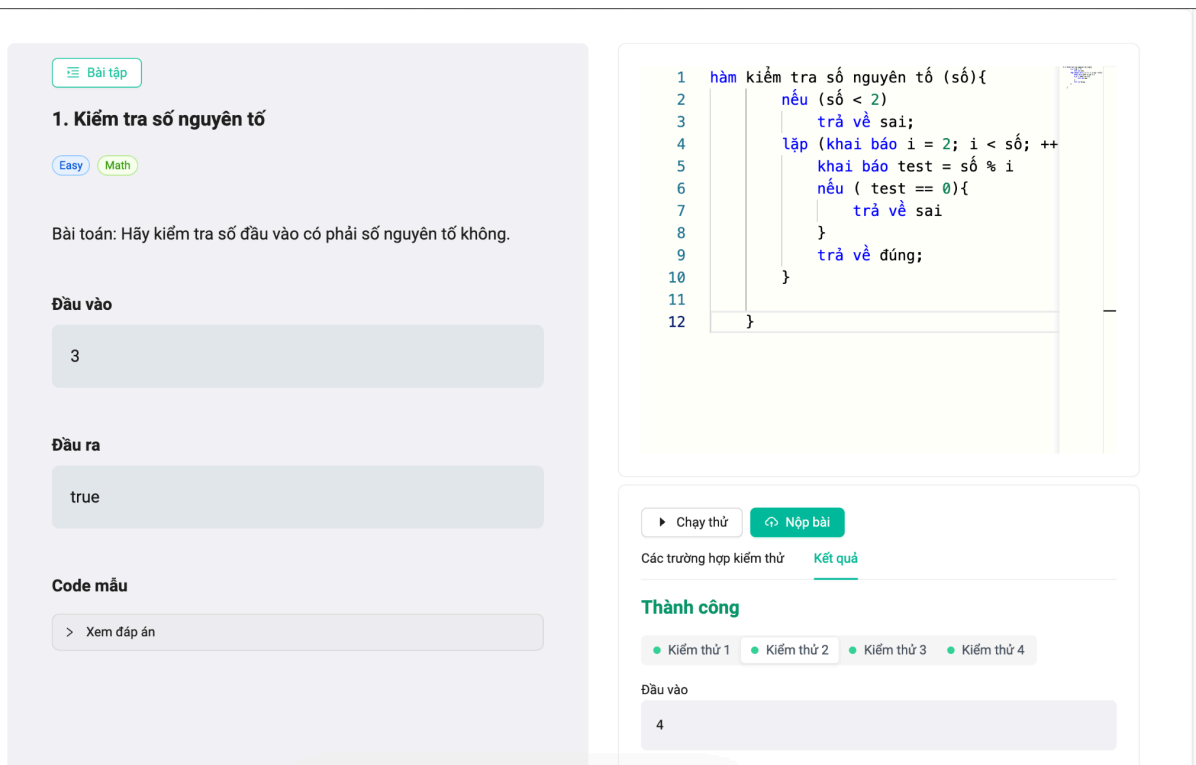 Bài tập
1. Kiểm tra số nguyên tố
Easy Math
Bài toán: Hãy kiểm tra số đầu vào có phải số nguyên tố không.
Đầu vào
3
Đầu ra
true
Code mẫu
> Xem đáp án
1 hàm kiểm tra số nguyên tố (số){
2 nếu (số < 2)
3 trả về sai;
4 lặp (khai báo i = 2; i < số; ++
5 khai báo test = số % i
6 nếu ( test == 0){
7 trả về sai
8 }
9 trả về đúng;
10 }
11
12 }
Chạy thử Nộp bài
Các trường hợp kiểm thử Kết quả
Thành công
Kiểm thử 1 Kiểm thử 2 Kiểm thử 3 Kiểm thử 4
Đầu vào
4